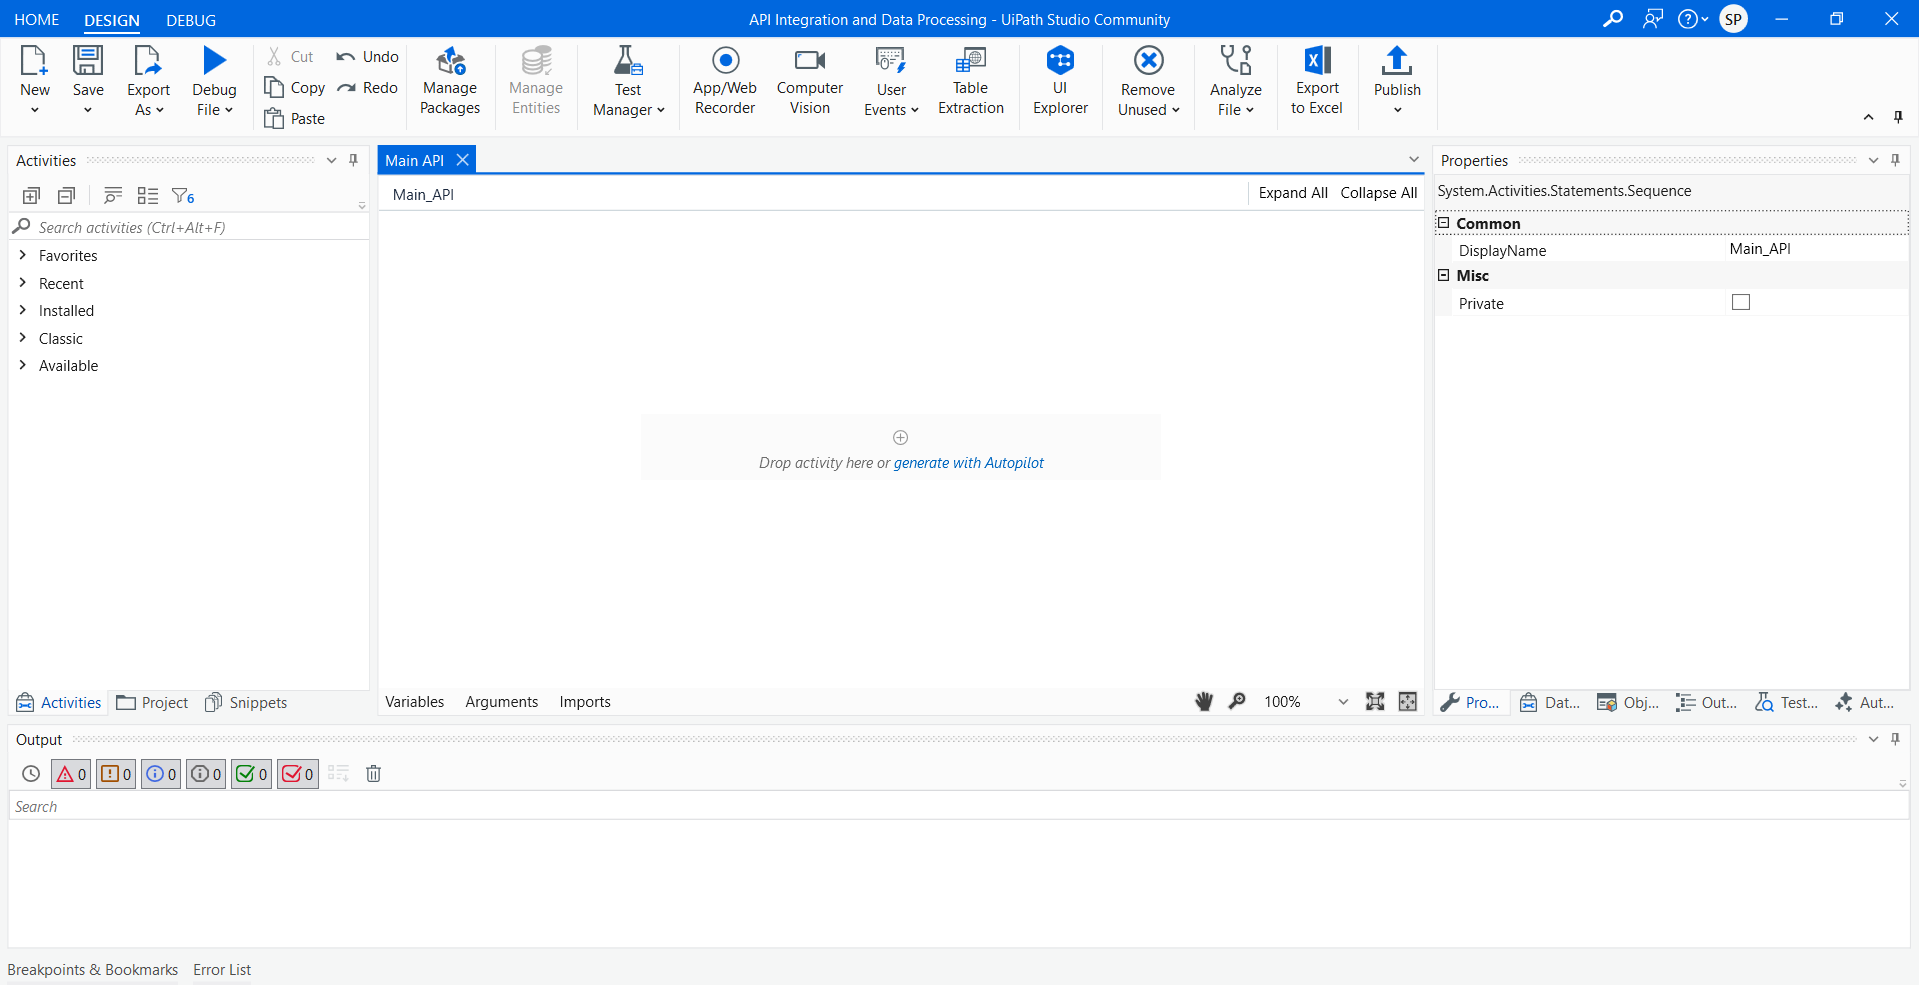 HOME DESIGN DEBUG API Integration and Data Processing - UiPath Studio Community SP
New Save Export As Debug File Cut Copy Paste Undo Redo Manage Packages Manage Entities Test Manager App/Web Recorder Computer Vision User Events Table Extraction UI Explorer Remove Unused Analyze File Export to Excel Publish
Activities
6
Search activities (Ctrl+Alt+F)
Favorites
Recent
Installed
Classic
Available
Activities Project Snippets
Main API
Main_API Expand All Collapse All
Drop activity here or generate with Autopilot
Variables Arguments Imports 100%
Properties
System.Activities.Statements.Sequence
Common
DisplayName Main_API
Misc
Private
Pro... Dat... Obj... Out... Test... Aut...
Output
0 0 0 0 0 0
Search
Breakpoints & Bookmarks Error List